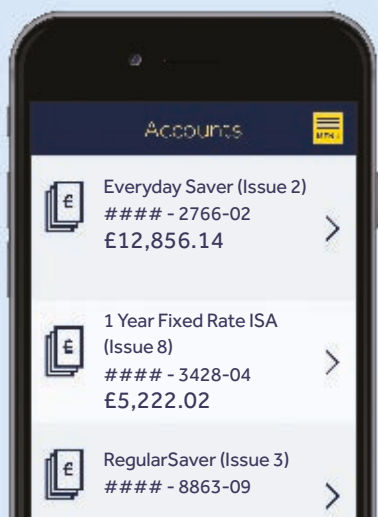 Accounts
MENU
Everyday Saver (Issue 2)
#### - 2766-02
£12,856.14
1 Year Fixed Rate ISA
(Issue 8)
#### - 3428-04
£5,222.02
RegularSaver (Issue 3)
#### - 8863-09